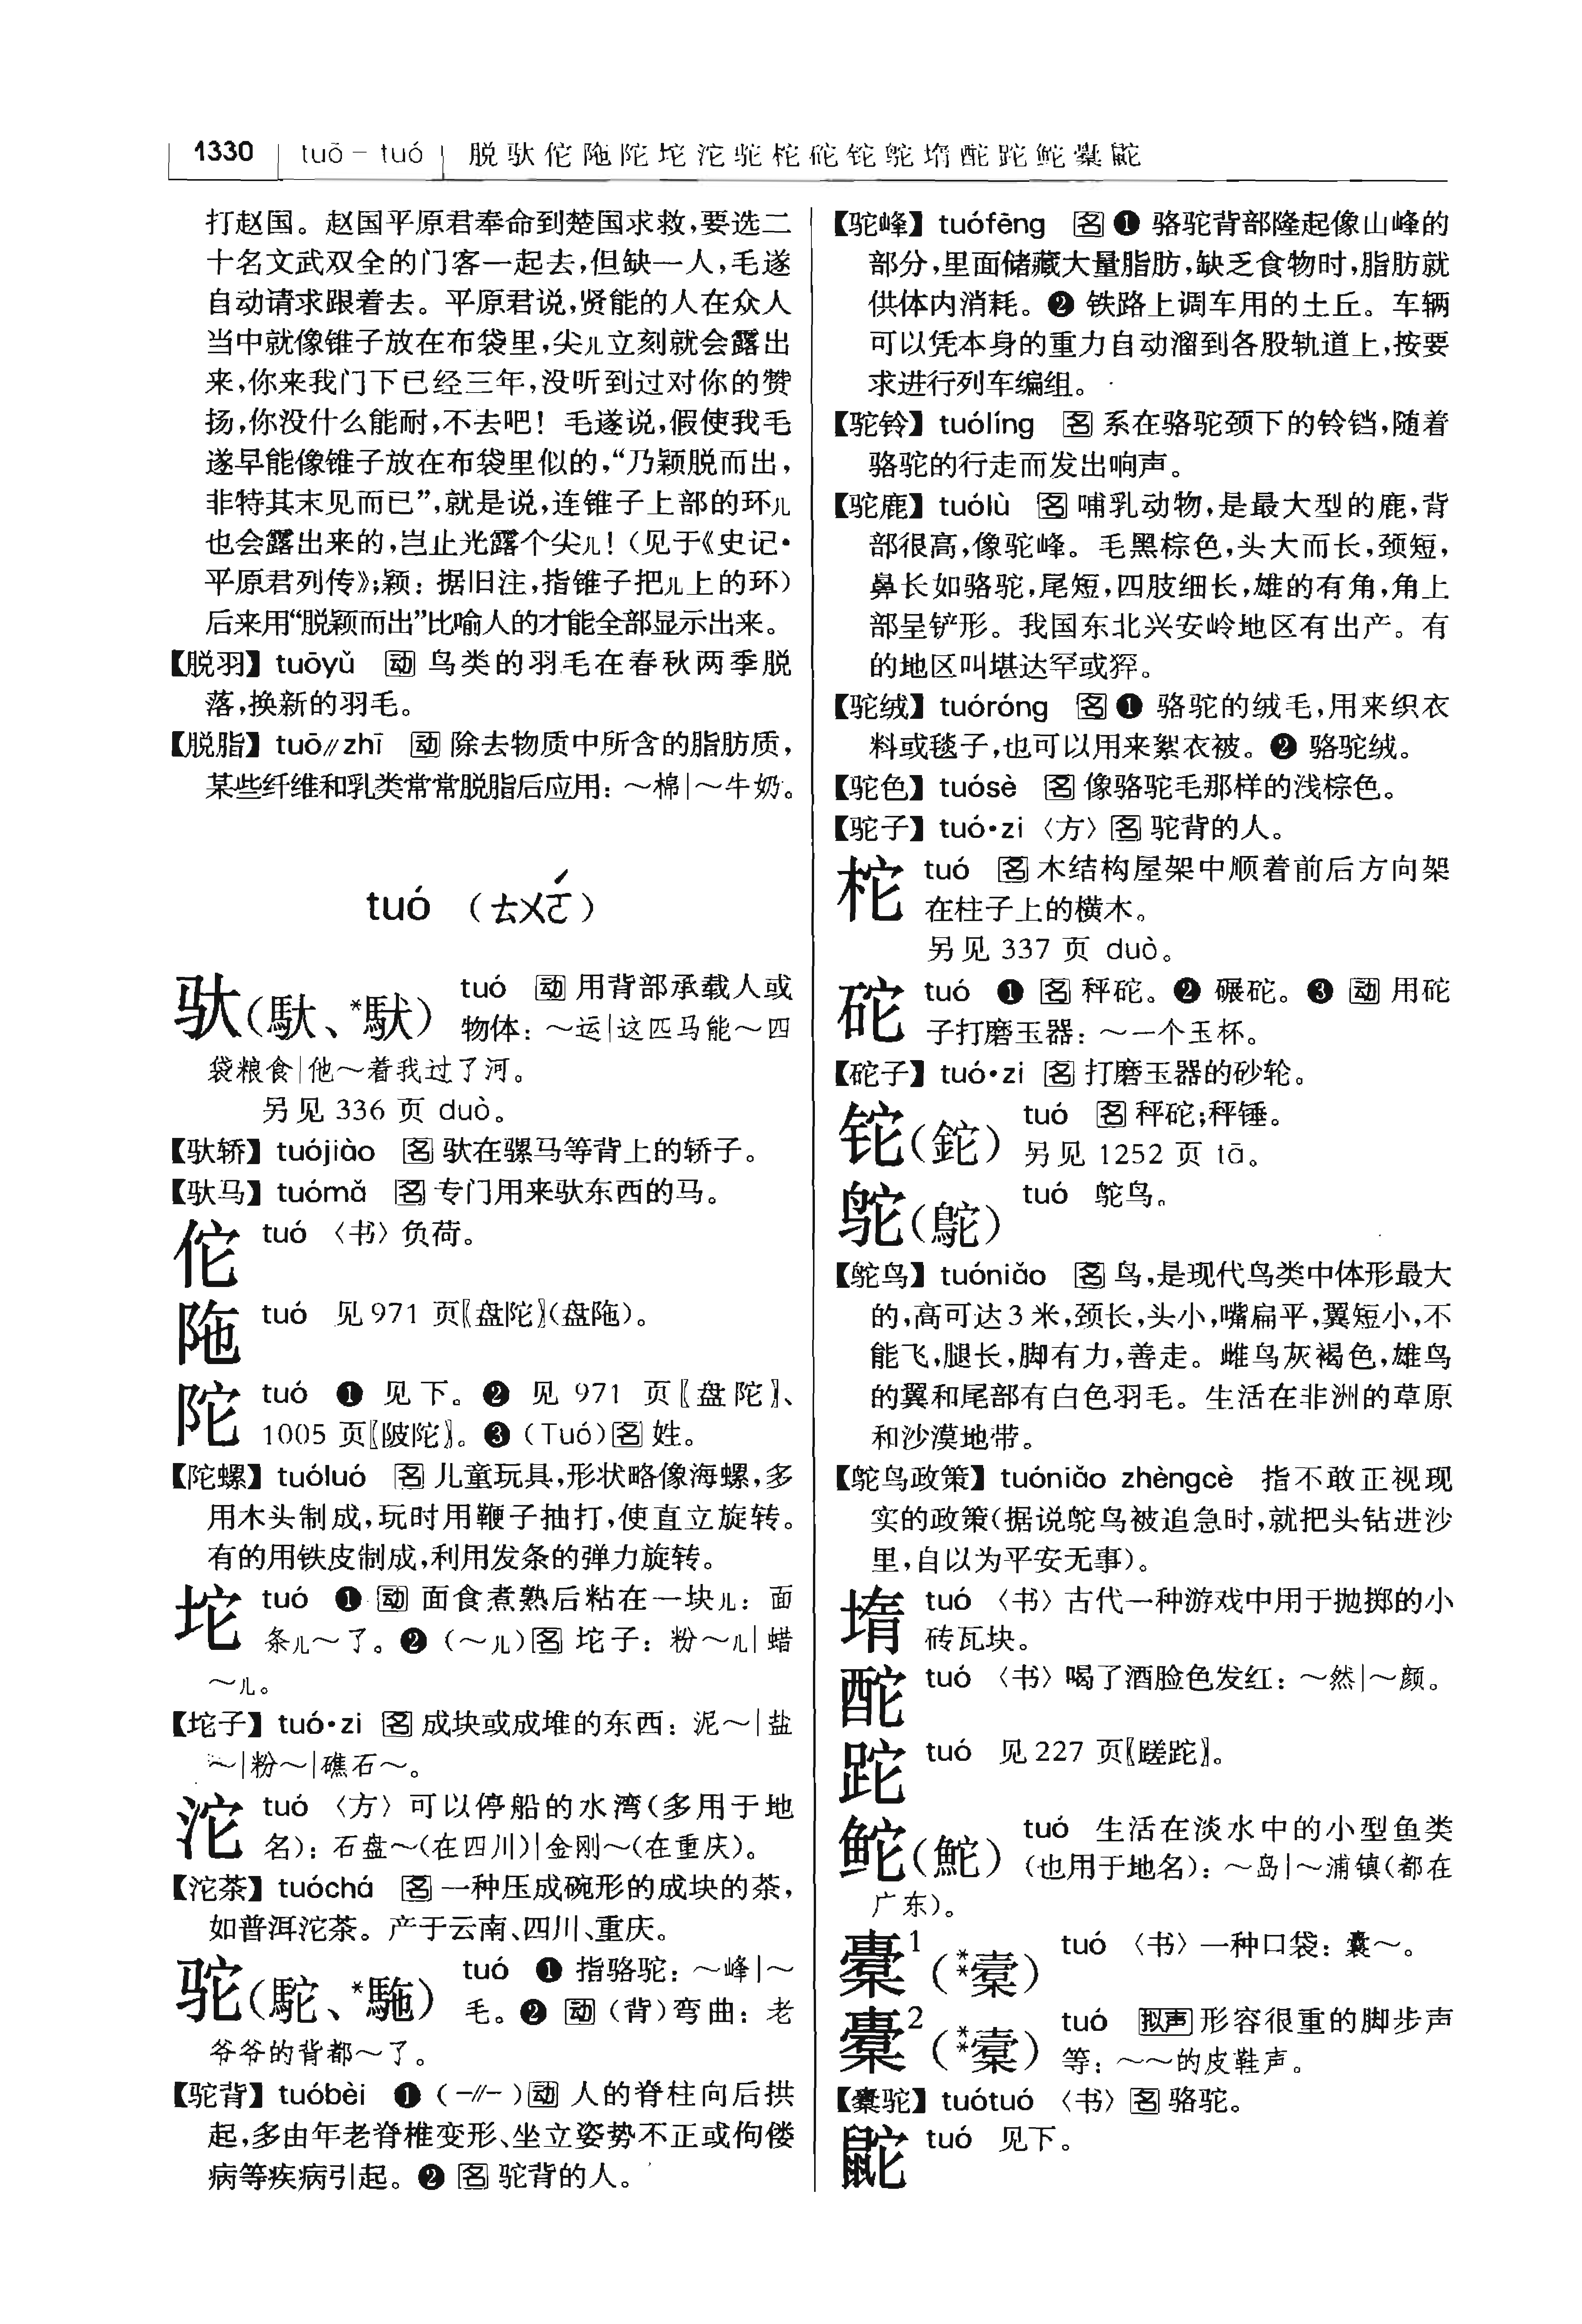 1330 tuō – tuó 脱驮佗陁陀坨沱驼柁砣铊鸵堶酡跎鮀橐鼧
打赵国。赵国平原君奉命到楚国求救,要选二
十名文武双全的门客一起去,但缺一人,毛遂
自动请求跟着去。平原君说,贤能的人在众人
当中就像锥子放在布袋里,尖儿立刻就会露出
来,你来我门下已经三年,没听到过对你的赞
扬,你没什么能耐,不去吧!毛遂说,假使我毛
遂早能像锥子放在布袋里似的,“乃颖脱而出,
非特其末见而已”,就是说,连锥子上部的环儿
也会露出来的,岂止光露个尖儿!(见于《史记·
平原君列传》;颖:据旧注,指锥子把儿上的环)
后来用“脱颖而出”比喻人的才能全部显示出来。
【脱羽】tuōyǔ 动 鸟类的羽毛在春秋两季脱
落,换新的羽毛。
【脱脂】tuō∥zhī 动 除去物质中所含的脂肪质,
某些纤维和乳类常常脱脂后应用:~棉|~牛奶。
tuó (ㄊㄨㄛˊ)
驮(馱、*䭾) tuó 动 用背部承载人或
物体:~运|这匹马能~四
袋粮食|他~着我过了河。
另见 336 页 duò。
【驮轿】tuójiào 名 驮在骡马等背上的轿子。
【驮马】tuómǎ 名 专门用来驮东西的马。
佗 tuó 〈书〉负荷。
陁 tuó 见 971 页〖盘陀〗(盘陁)。
陀 tuó ❶ 见下。❷ 见 971 页〖盘陀〗、
1005 页〖陂陀〗。❸ (Tuó) 名 姓。
【陀螺】tuóluó 名 儿童玩具,形状略像海螺,多
用木头制成,玩时用鞭子抽打,使直立旋转。
有的用铁皮制成,利用发条的弹力旋转。
坨 tuó ❶ 动 面食煮熟后粘在一块儿:面
条儿~了。❷ (~儿) 名 坨子:粉~儿|蜡
~儿。
【坨子】tuó·zi 名 成块或成堆的东西:泥~|盐
~|粉~|礁石~。
沱 tuó 〈方〉可以停船的水湾(多用于地
名):石盘~(在四川)|金刚~(在重庆)。
【沱茶】tuóchá 名 一种压成碗形的成块的茶,
如普洱沱茶。产于云南、四川、重庆。
驼(駝、*駞) tuó ❶ 指骆驼:~峰|~
毛。❷ 动 (背)弯曲:老
爷爷的背都~了。
【驼背】tuóbèi ❶ (-∥-) 动 人的脊柱向后拱
起,多由年老脊椎变形、坐立姿势不正或佝偻
病等疾病引起。❷ 名 驼背的人。
【驼峰】tuófēng 名 ❶ 骆驼背部隆起像山峰的
部分,里面储藏大量脂肪,缺乏食物时,脂肪就
供体内消耗。❷ 铁路上调车用的土丘。车辆
可以凭本身的重力自动溜到各股轨道上,按要
求进行列车编组。
【驼铃】tuólíng 名 系在骆驼颈下的铃铛,随着
骆驼的行走而发出响声。
【驼鹿】tuólù 名 哺乳动物,是最大型的鹿,背
部很高,像驼峰。毛黑棕色,头大而长,颈短,
鼻长如骆驼,尾短,四肢细长,雄的有角,角上
部呈铲形。我国东北兴安岭地区有出产。有
的地区叫堪达罕或犴。
【驼绒】tuóróng 名 ❶ 骆驼的绒毛,用来织衣
料或毯子,也可以用来絮衣被。❷ 骆驼绒。
【驼色】tuósè 名 像骆驼毛那样的浅棕色。
【驼子】tuó·zi 〈方〉名 驼背的人。
柁 tuó 名 木结构屋架中顺着前后方向架
在柱子上的横木。
另见 337 页 duò。
砣 tuó ❶ 名 秤砣。❷ 碾砣。❸ 动 用砣
子打磨玉器:~一个玉杯。
【砣子】tuó·zi 名 打磨玉器的砂轮。
铊(鉈) tuó 名 秤砣;秤锤。
另见 1252 页 tā。
鸵(鴕) tuó 鸵鸟。
【鸵鸟】tuóniǎo 名 鸟,是现代鸟类中体形最大
的,高可达 3 米,颈长,头小,嘴扁平,翼短小,不
能飞,腿长,脚有力,善走。雌鸟灰褐色,雄鸟
的翼和尾部有白色羽毛。生活在非洲的草原
和沙漠地带。
【鸵鸟政策】tuóniǎo zhèngcè 指不敢正视现
实的政策(据说鸵鸟被追急时,就把头钻进沙
里,自以为平安无事)。
堶 tuó 〈书〉古代一种游戏中用于抛掷的小
砖瓦块。
酡 tuó 〈书〉喝了酒脸色发红:~然|~颜。
跎 tuó 见 227 页〖蹉跎〗。
鮀(鮀) tuó 生活在淡水中的小型鱼类
(也用于地名):~岛|~浦镇(都在
广东)。
橐¹(**槖) tuó 〈书〉一种口袋:囊~。
橐²(**槖) tuó 拟声 形容很重的脚步声
等:~~的皮鞋声。
【橐驼】tuótuó 〈书〉名 骆驼。
鼧 tuó 见下。